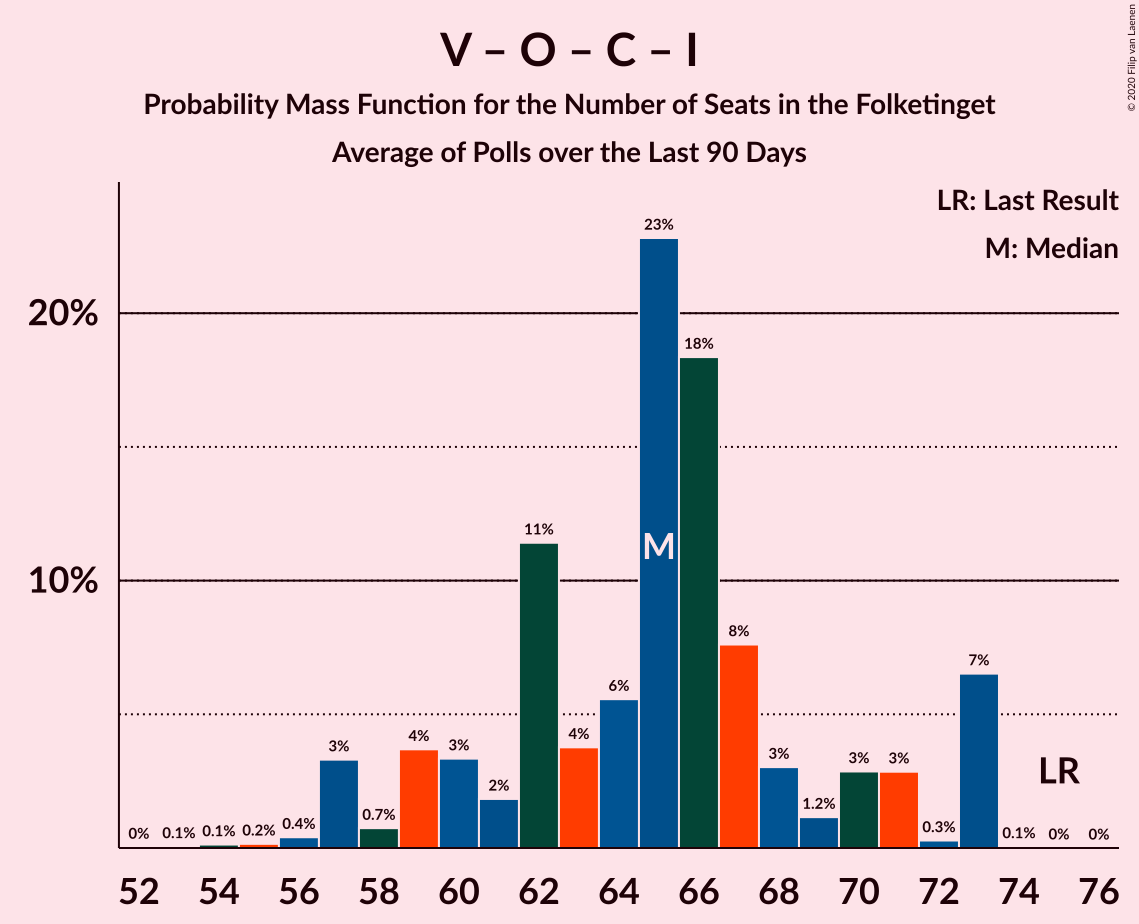 V – O – C – I
Probability Mass Function for the Number of Seats in the Folketinget
Average of Polls over the Last 90 Days
© 2020 Filip van Laenen
LR: Last Result
M: Median
20%
10%
0% 0.1% 0.1% 0.2% 0.4% 3% 0.7% 4% 3% 2% 11% 4% 6% 23% 18% 8% 3% 1.2% 3% 3% 0.3% 7% 0.1% 0% 0%
M
LR
52 54 56 58 60 62 64 66 68 70 72 74 76